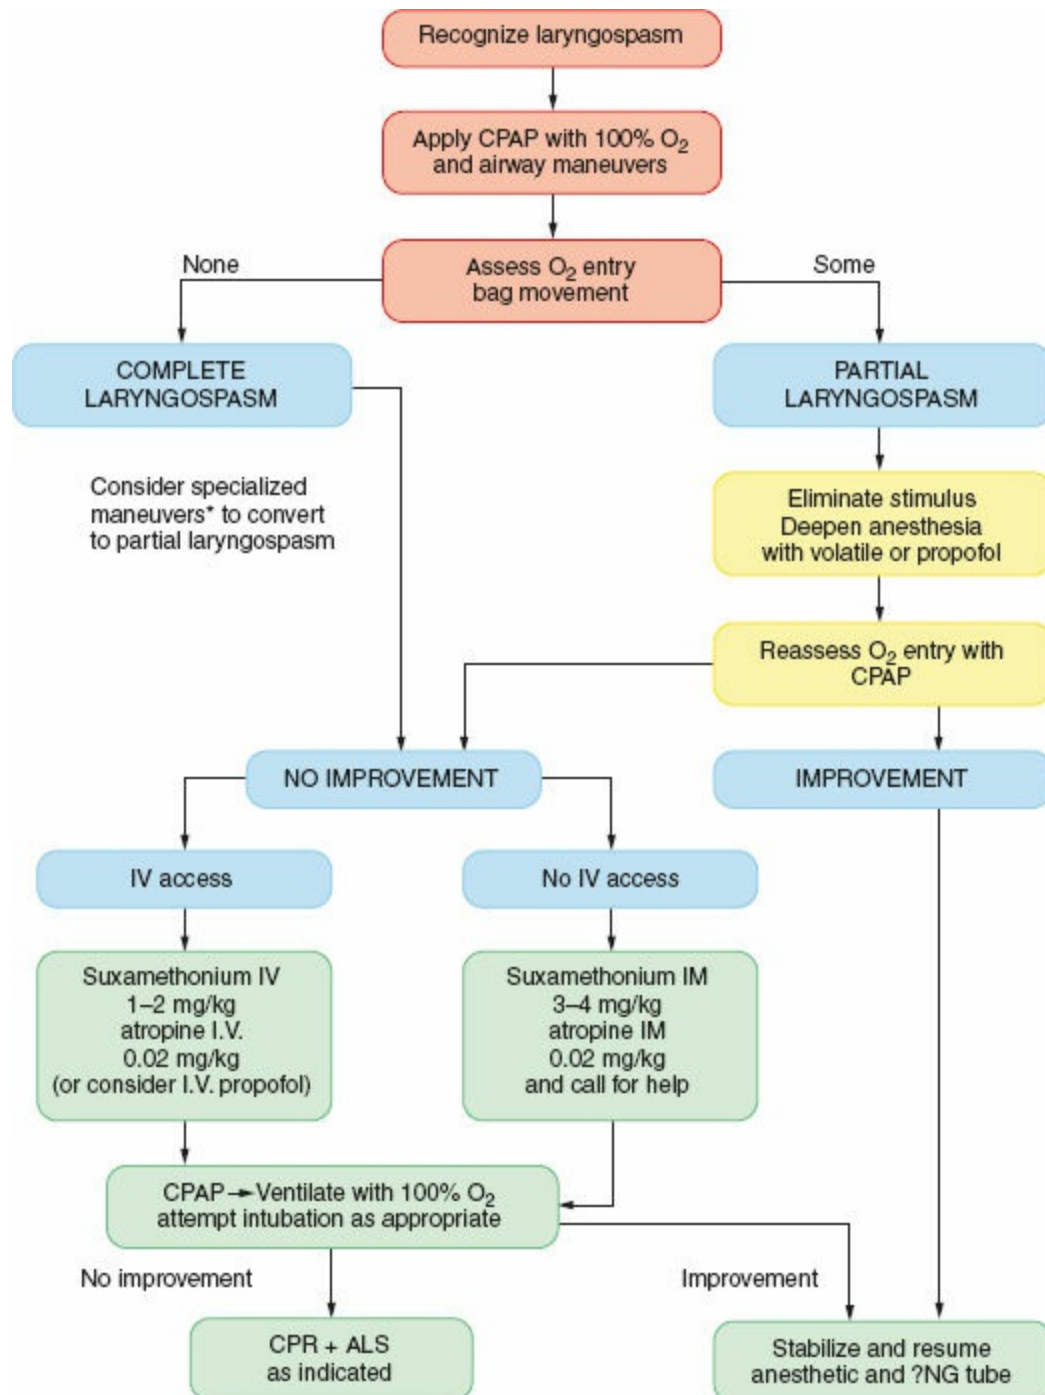 Recognize laryngospasm
Apply CPAP with 100% O₂
and airway maneuvers
Assess O₂ entry
bag movement
None
Some
COMPLETE
LARYNGOSPASM
PARTIAL
LARYNGOSPASM
Consider specialized
maneuvers* to convert
to partial laryngospasm
Eliminate stimulus
Deepen anesthesia
with volatile or propofol
Reassess O₂ entry with
CPAP
NO IMPROVEMENT
IMPROVEMENT
IV access
No IV access
Suxamethonium IV
1–2 mg/kg
atropine I.V.
0.02 mg/kg
(or consider I.V. propofol)
Suxamethonium IM
3–4 mg/kg
atropine IM
0.02 mg/kg
and call for help
CPAP→Ventilate with 100% O₂
attempt intubation as appropriate
No improvement
Improvement
CPR + ALS
as indicated
Stabilize and resume
anesthetic and ?NG tube